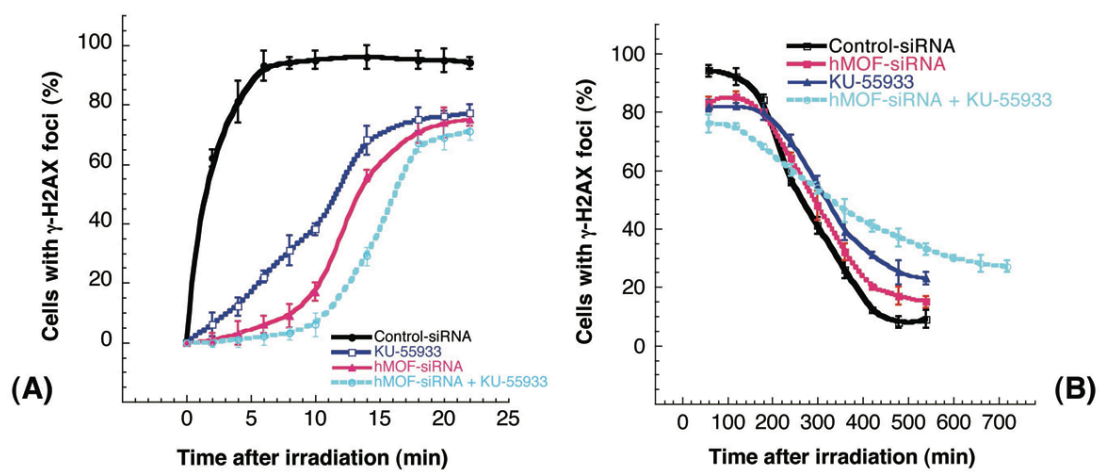 Cells with γ-H2AX foci (%)
100
80
60
40
20
0
Control-siRNA
KU-55933
hMOF-siRNA
hMOF-siRNA + KU-55933
0 5 10 15 20 25
Time after irradiation (min)
(A)
Cells with γ-H2AX foci (%)
100
80
60
40
20
0
Control-siRNA
hMOF-siRNA
KU-55933
hMOF-siRNA + KU-55933
0 100 200 300 400 500 600 700
Time after irradiation (min)
(B)